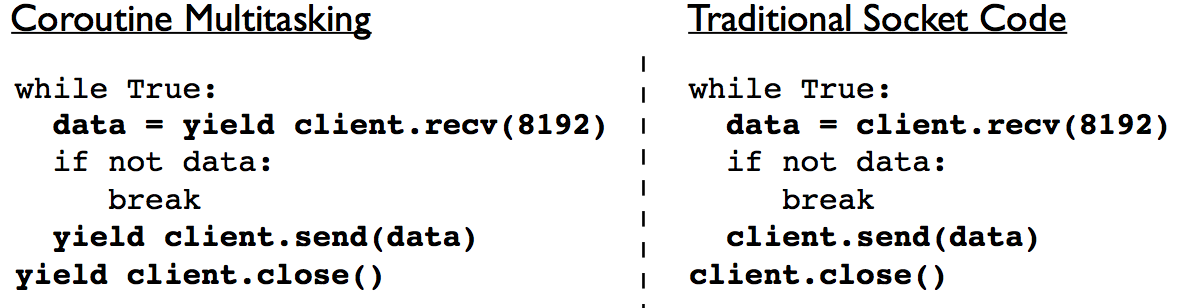 Coroutine Multitasking
while True:
  data = yield client.recv(8192)
  if not data:
     break
  yield client.send(data)
yield client.close()
Traditional Socket Code
while True:
  data = client.recv(8192)
  if not data:
     break
  client.send(data)
client.close()